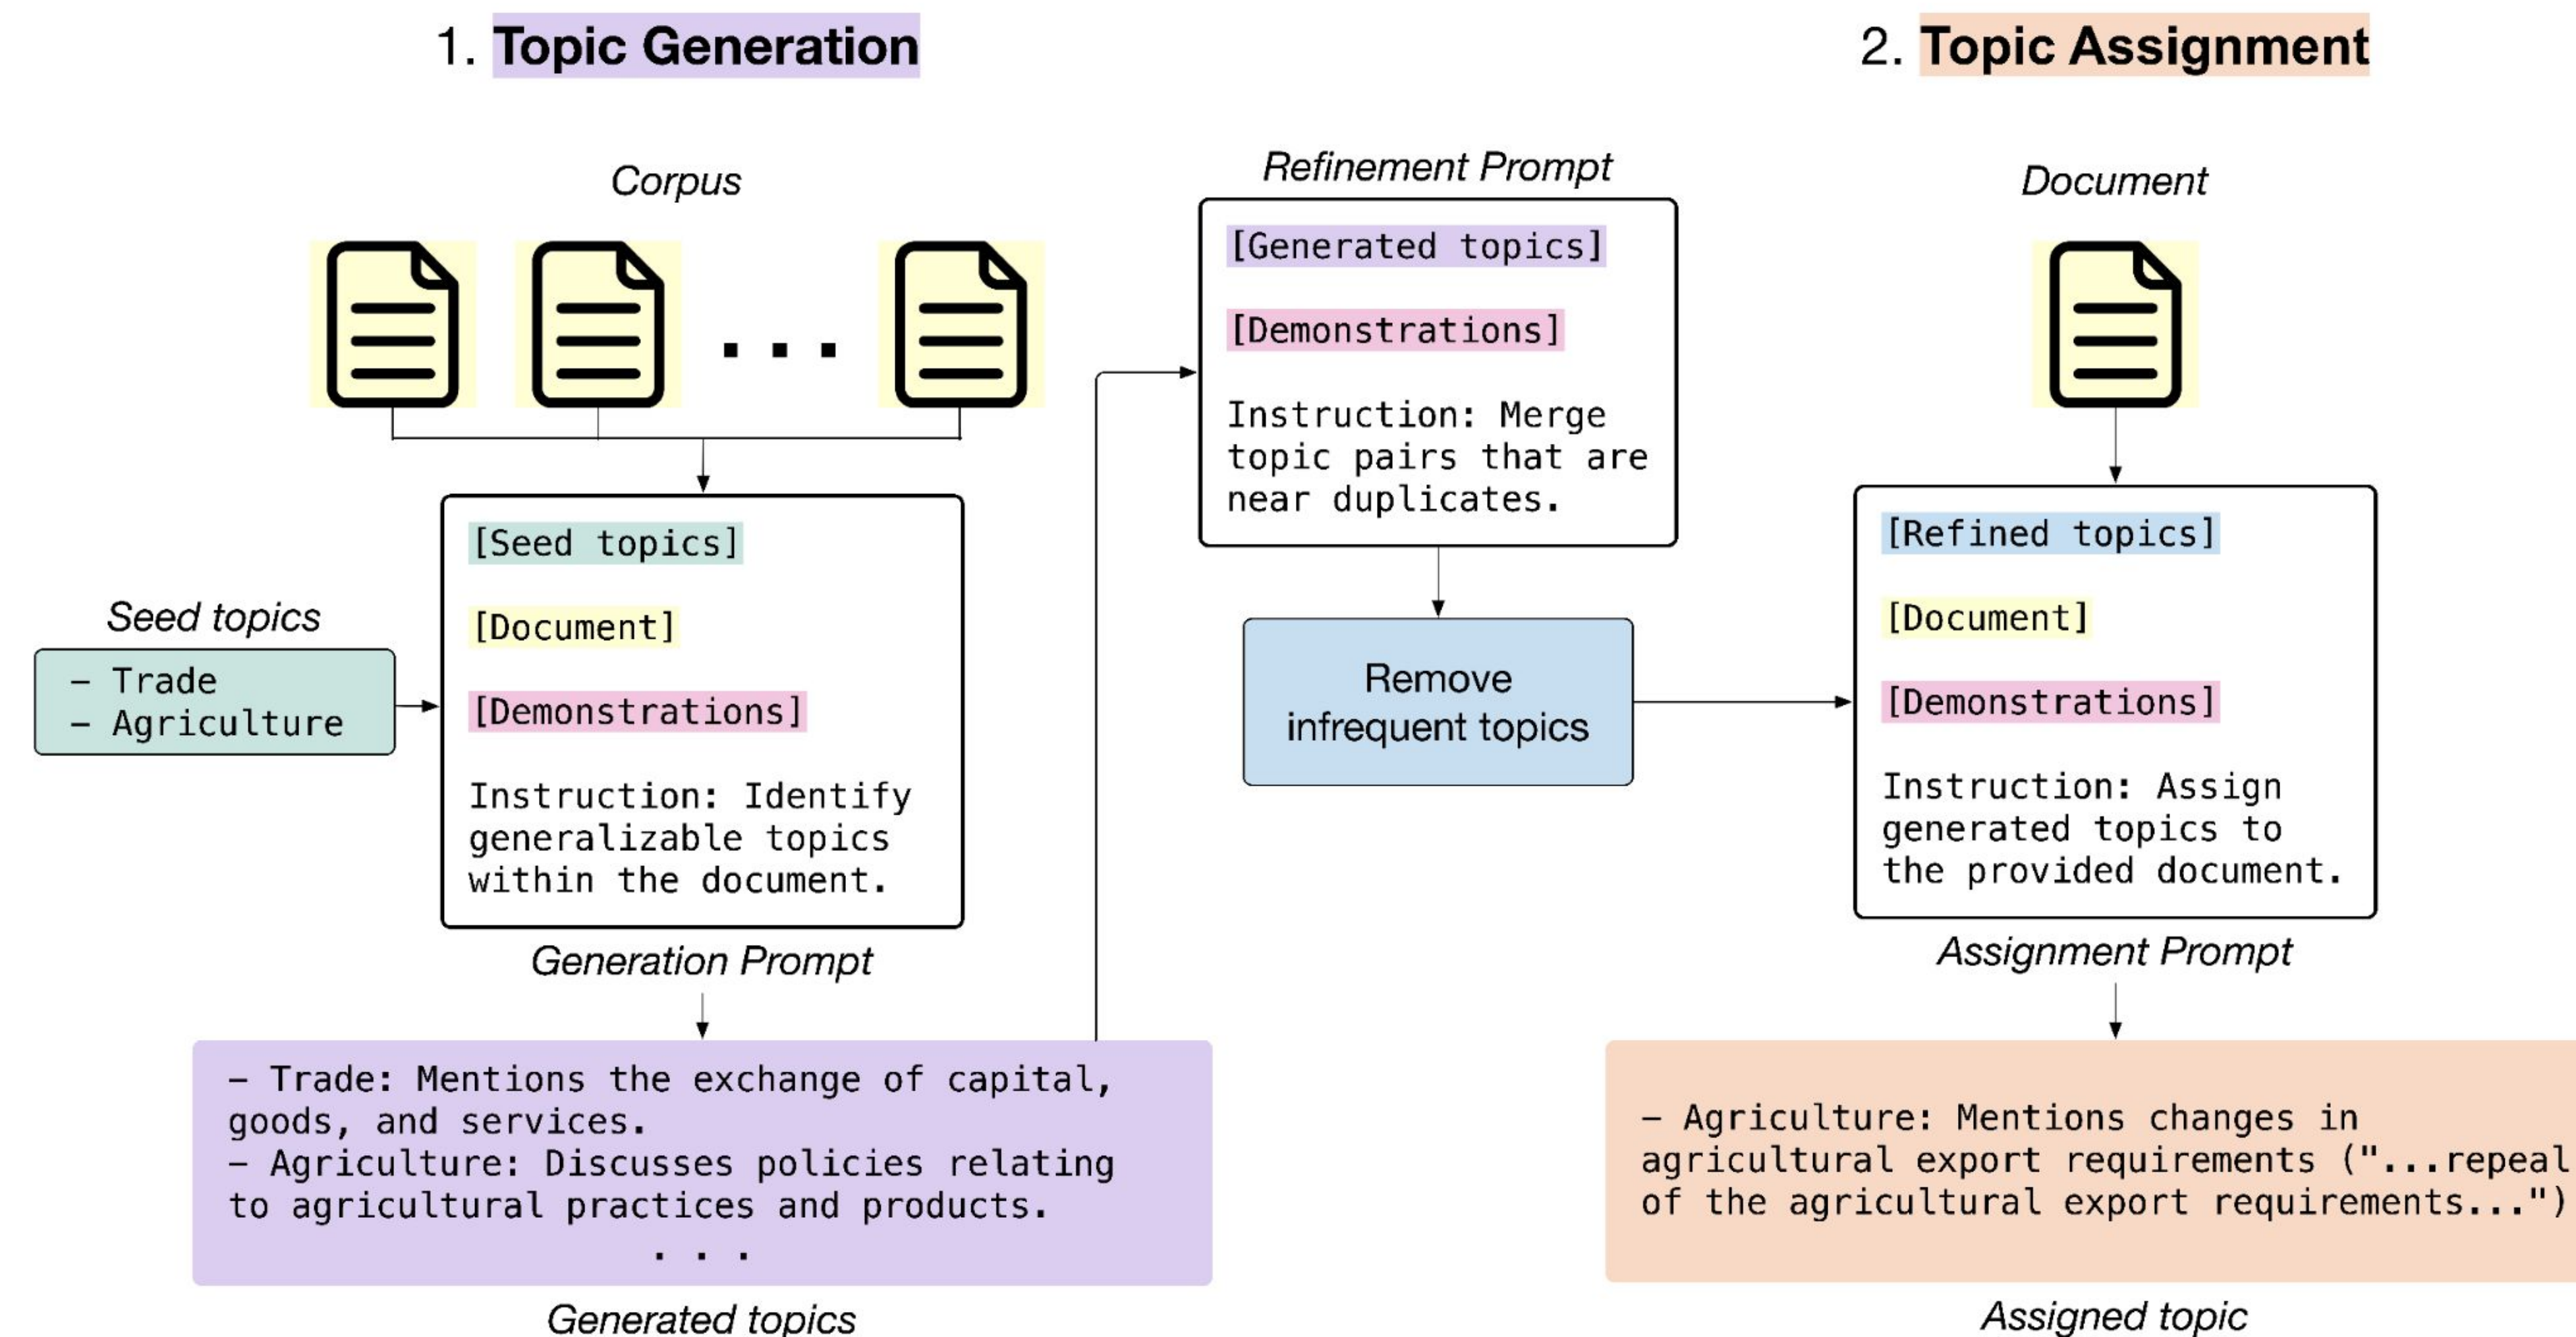 1. Topic Generation
Corpus
Seed topics
– Trade
– Agriculture
[Seed topics]
[Document]
[Demonstrations]
Instruction: Identify
generalizable topics
within the document.
Generation Prompt
– Trade: Mentions the exchange of capital,
goods, and services.
– Agriculture: Discusses policies relating
to agricultural practices and products.
. . .
Generated topics
Refinement Prompt
[Generated topics]
[Demonstrations]
Instruction: Merge
topic pairs that are
near duplicates.
Remove
infrequent topics
2. Topic Assignment
Document
[Refined topics]
[Document]
[Demonstrations]
Instruction: Assign
generated topics to
the provided document.
Assignment Prompt
– Agriculture: Mentions changes in
agricultural export requirements ("...repeal
of the agricultural export requirements...")
Assigned topic